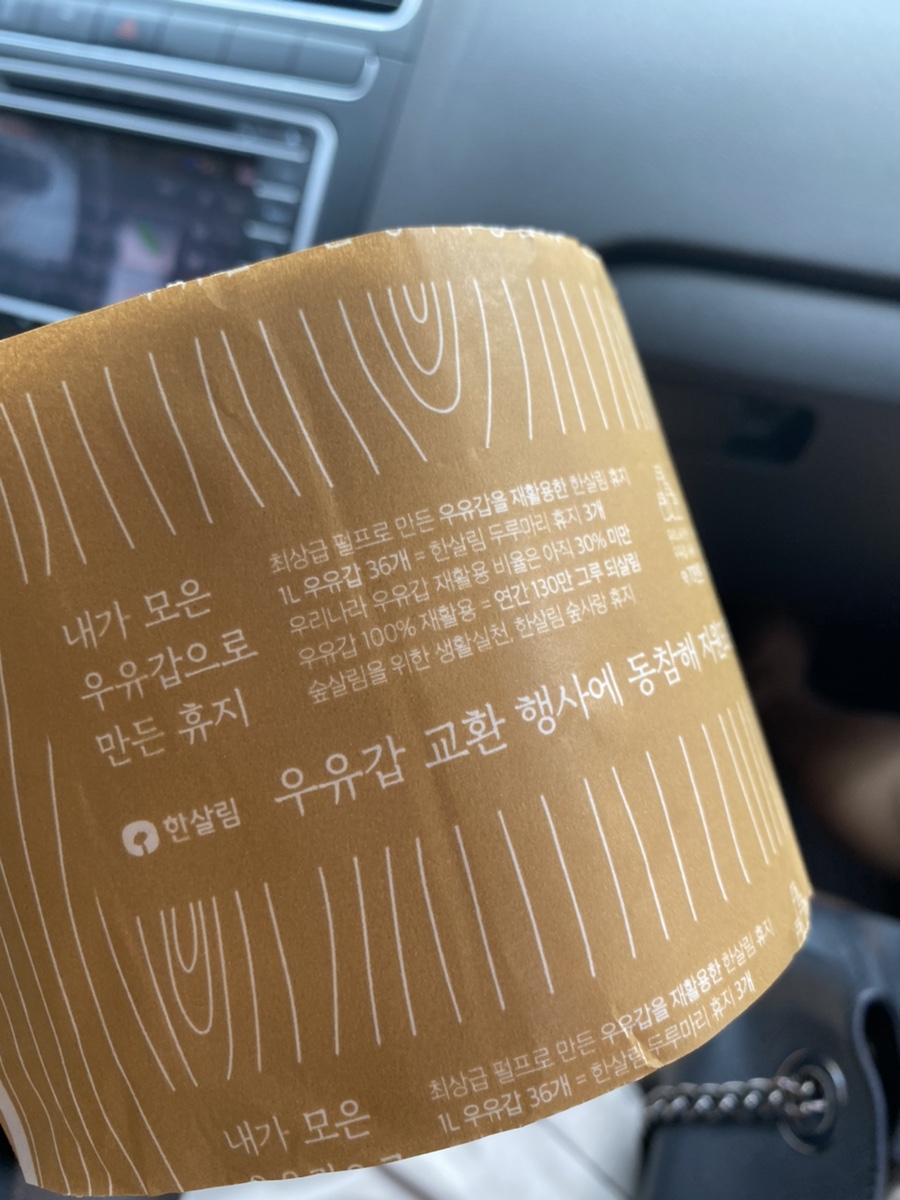 내가 모은
우유갑으로
만든 휴지
한살림
최상급 펄프로 만든 우유갑을 재활용한 한살림 휴지
1L 우유갑 36개 = 한살림 두루마리 휴지 3개
우리나라 우유갑 재활용 비율은 아직 30% 미만
우유갑 100% 재활용 = 연간 130만 그루 되살림
숲살림을 위한 생활실천, 한살림 숲사랑 휴지
우유갑 교환 행사에 동참해
최상급 펄프로 만든 우유갑을 재활용한 한살림 휴지
1L 우유갑 36개 = 한살림 두루마리 휴지 3개
내가 모은